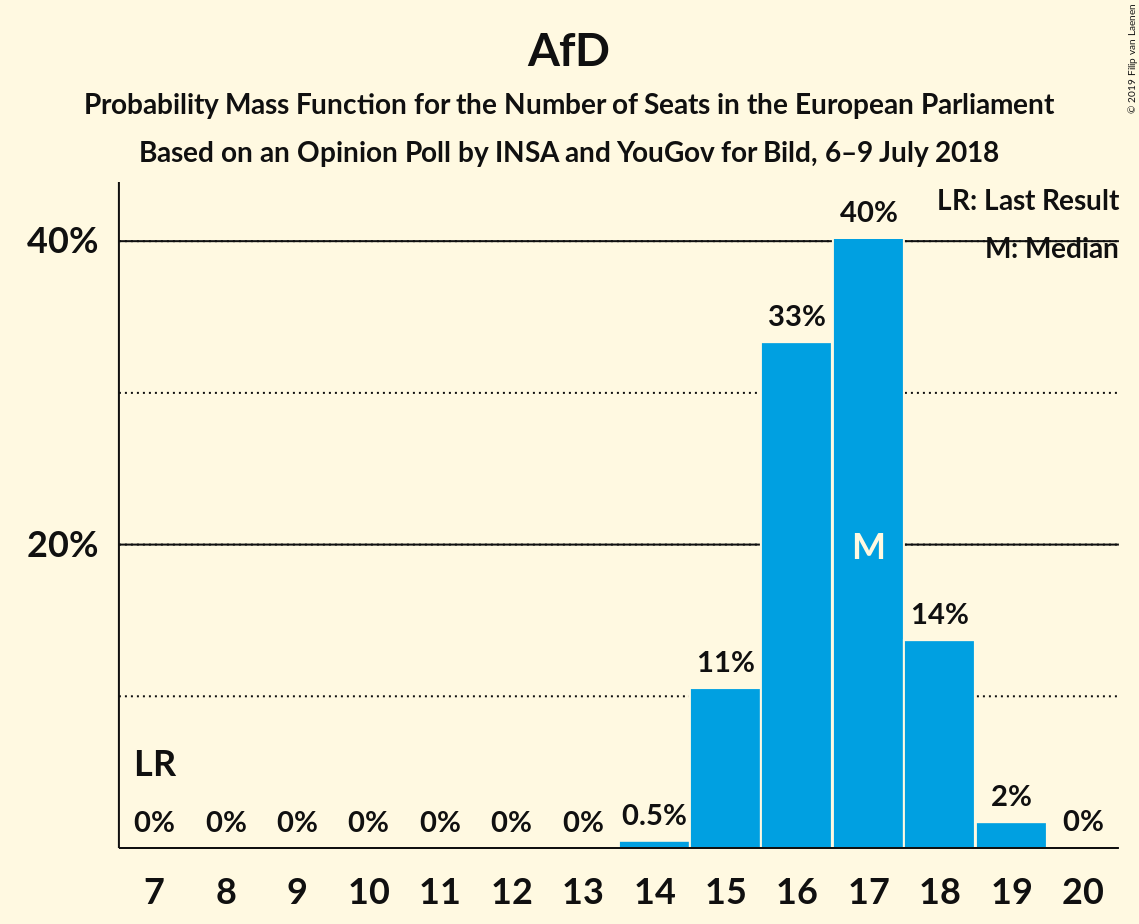 AfD
Probability Mass Function for the Number of Seats in the European Parliament
Based on an Opinion Poll by INSA and YouGov for Bild, 6–9 July 2018
© 2019 Filip van Laenen
LR: Last Result
M: Median
40%
20%
LR
0% 0% 0% 0% 0% 0% 0% 0.5% 11% 33% 40% 14% 2% 0%
M
7 8 9 10 11 12 13 14 15 16 17 18 19 20